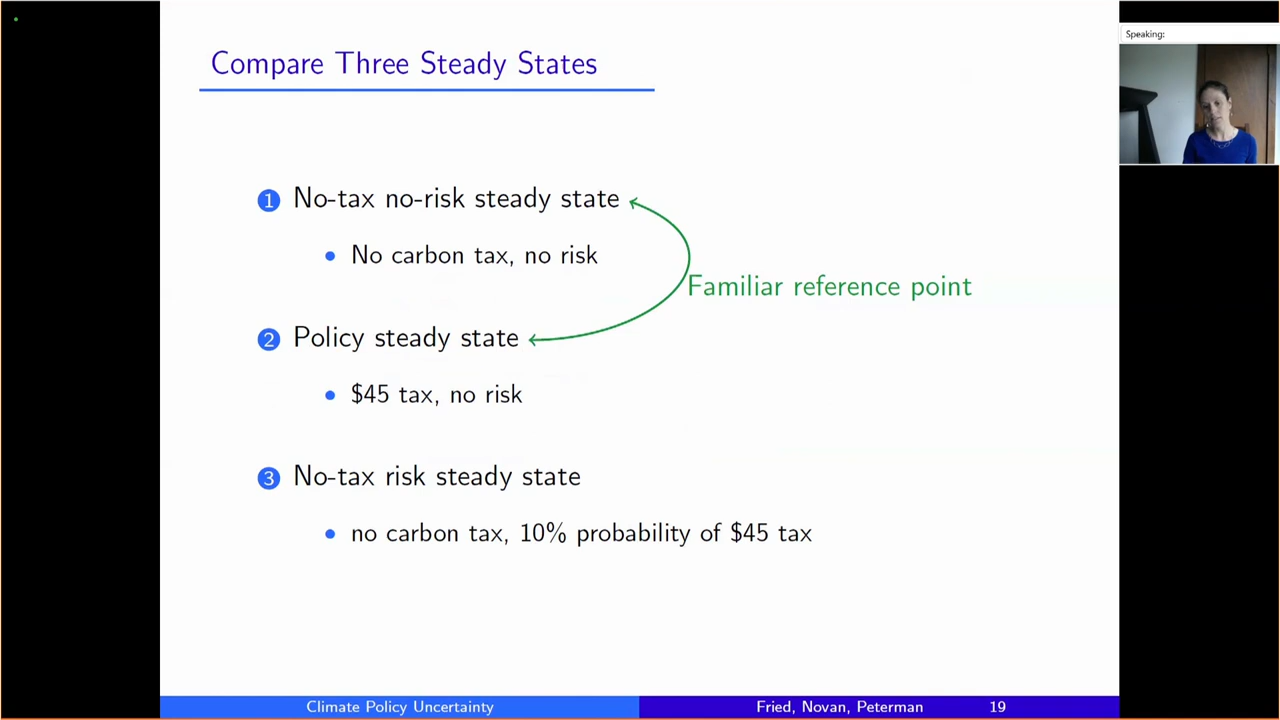 Compare Three Steady States
Speaking:
1 No-tax no-risk steady state
• No carbon tax, no risk
Familiar reference point
2 Policy steady state
• $45 tax, no risk
3 No-tax risk steady state
• no carbon tax, 10% probability of $45 tax
Climate Policy Uncertainty
Fried, Novan, Peterman 19